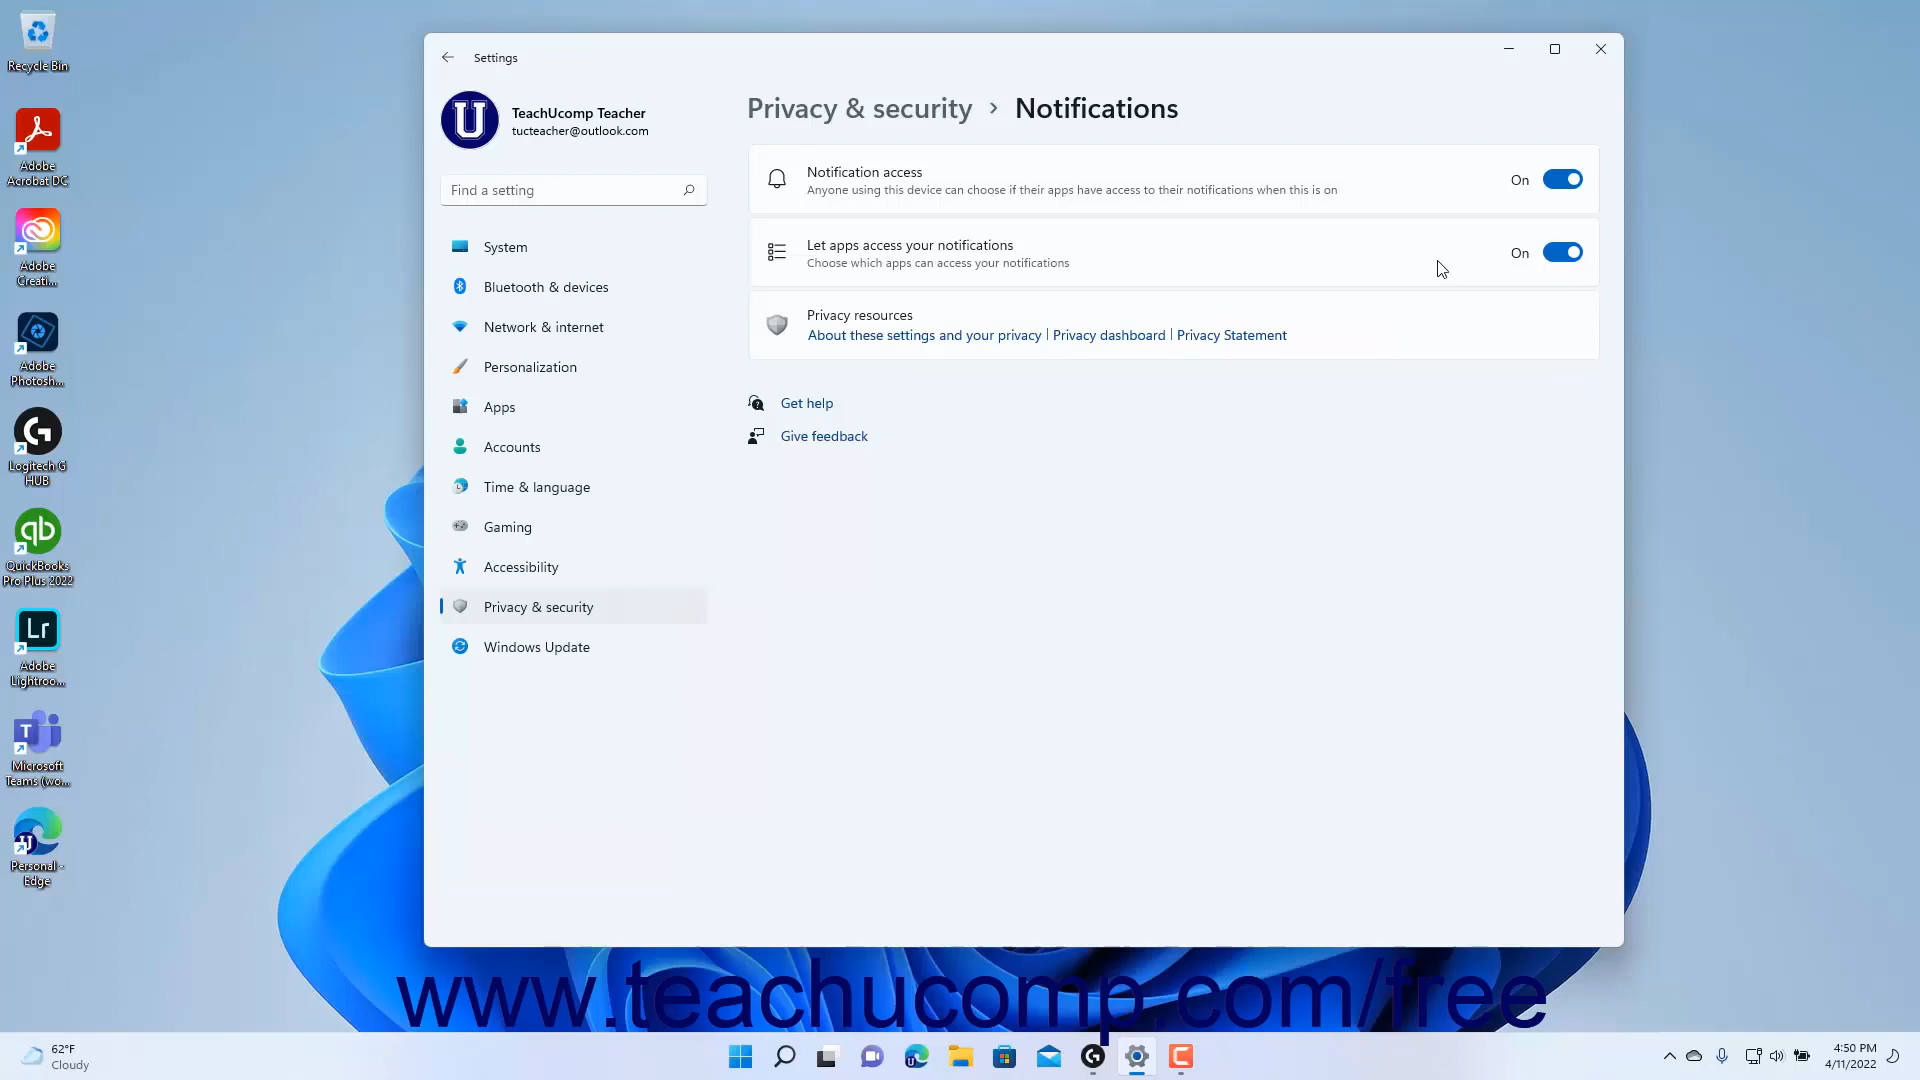 Recycle Bin
Adobe
Acrobat DC
Adobe
Creati...
Adobe
Photosh...
Logitech G
HUB
QuickBooks
Pro Plus 2022
Lr
Adobe
Lightroo...
Microsoft
Teams (wo...
Personal -
Edge
Settings
TeachUcomp Teacher
tucteacher@outlook.com
Find a setting
System
Bluetooth & devices
Network & internet
Personalization
Apps
Accounts
Time & language
Gaming
Accessibility
Privacy & security
Windows Update
Privacy & security > Notifications
Notification access
Anyone using this device can choose if their apps have access to their notifications when this is on
On
Let apps access your notifications
Choose which apps can access your notifications
On
Privacy resources
About these settings and your privacy | Privacy dashboard | Privacy Statement
Get help
Give feedback
www.teachucomp.com/free
62°F
Cloudy
4:50 PM
4/11/2022